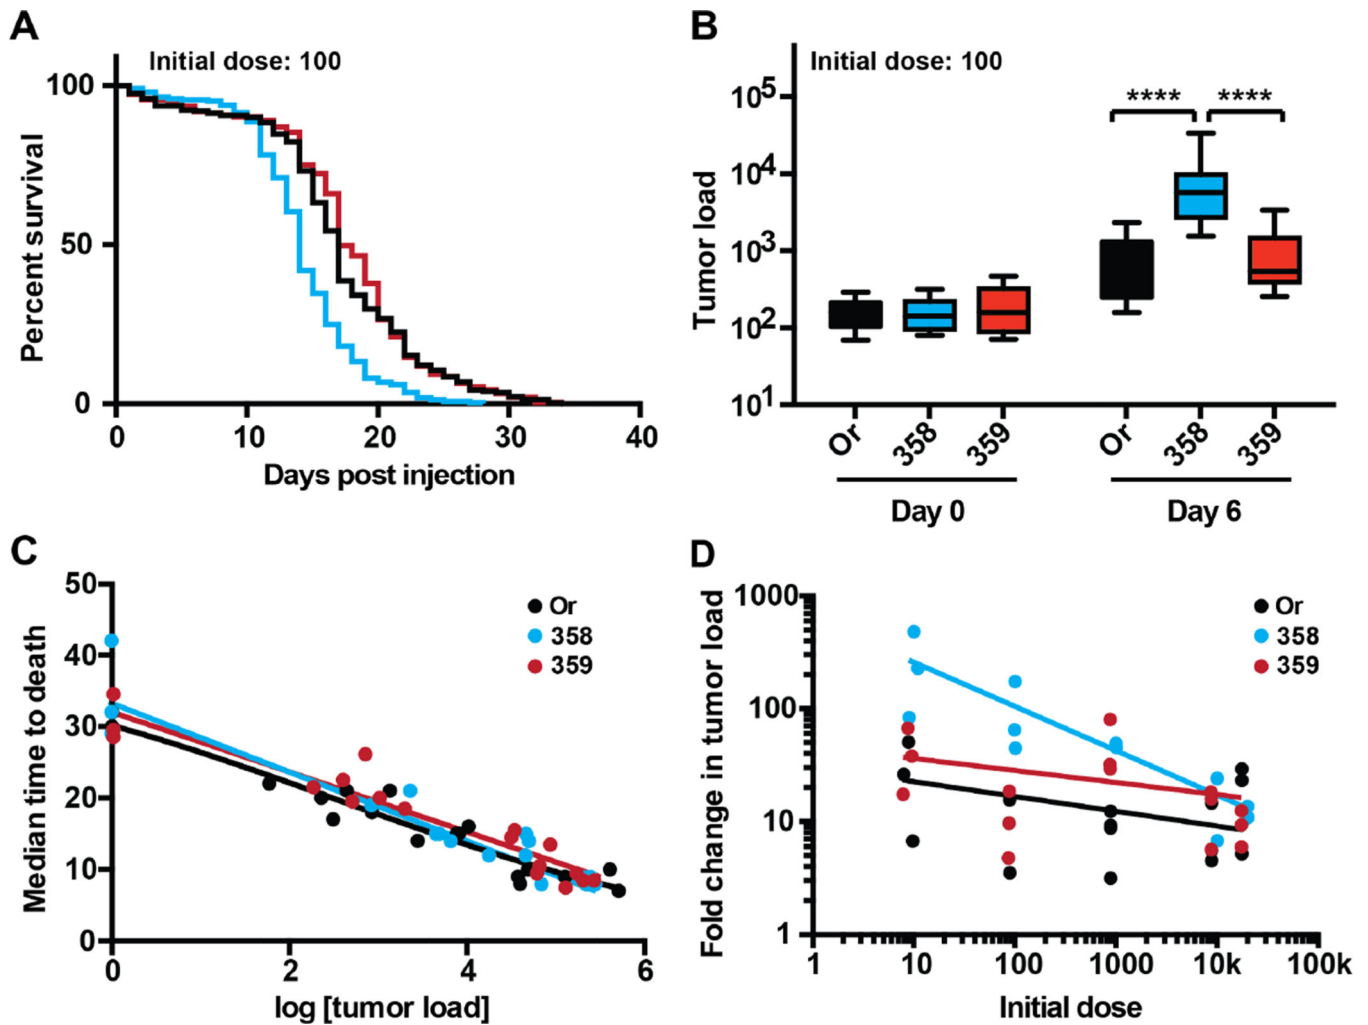 A
Initial dose: 100
Percent survival
100
50
0
0 10 20 30 40
Days post injection
B
Initial dose: 100
Tumor load
10^5
10^4
10^3
10^2
10^1
**** ****
Or 358 359 Or 358 359
Day 0 Day 6
C
Median time to death
50
40
30
20
10
0
0 2 4 6
log [tumor load]
Or
358
359
D
Fold change in tumor load
1000
100
10
1
1 10 100 1000 10k 100k
Initial dose
Or
358
359